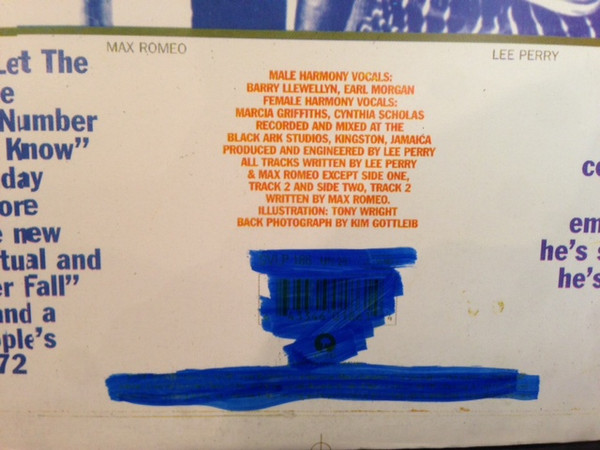 MAX ROMEO
LEE PERRY
Let The
e
Number
Know”
day
ore
e new
tual and
er Fall”
and a
ople's
72
MALE HARMONY VOCALS:
BARRY LLEWELLYN, EARL MORGAN
FEMALE HARMONY VOCALS:
MARCIA GRIFFITHS, CYNTHIA SCHOLAS
RECORDED AND MIXED AT THE
BLACK ARK STUDIOS, KINGSTON, JAMAICA
PRODUCED AND ENGINEERED BY LEE PERRY
ALL TRACKS WRITTEN BY LEE PERRY
& MAX ROMEO EXCEPT SIDE ONE,
TRACK 2 AND SIDE TWO, TRACK 2
WRITTEN BY MAX ROMEO.
ILLUSTRATION: TONY WRIGHT
BACK PHOTOGRAPH BY KIM GOTTLEIB
co
em
he's s
he's